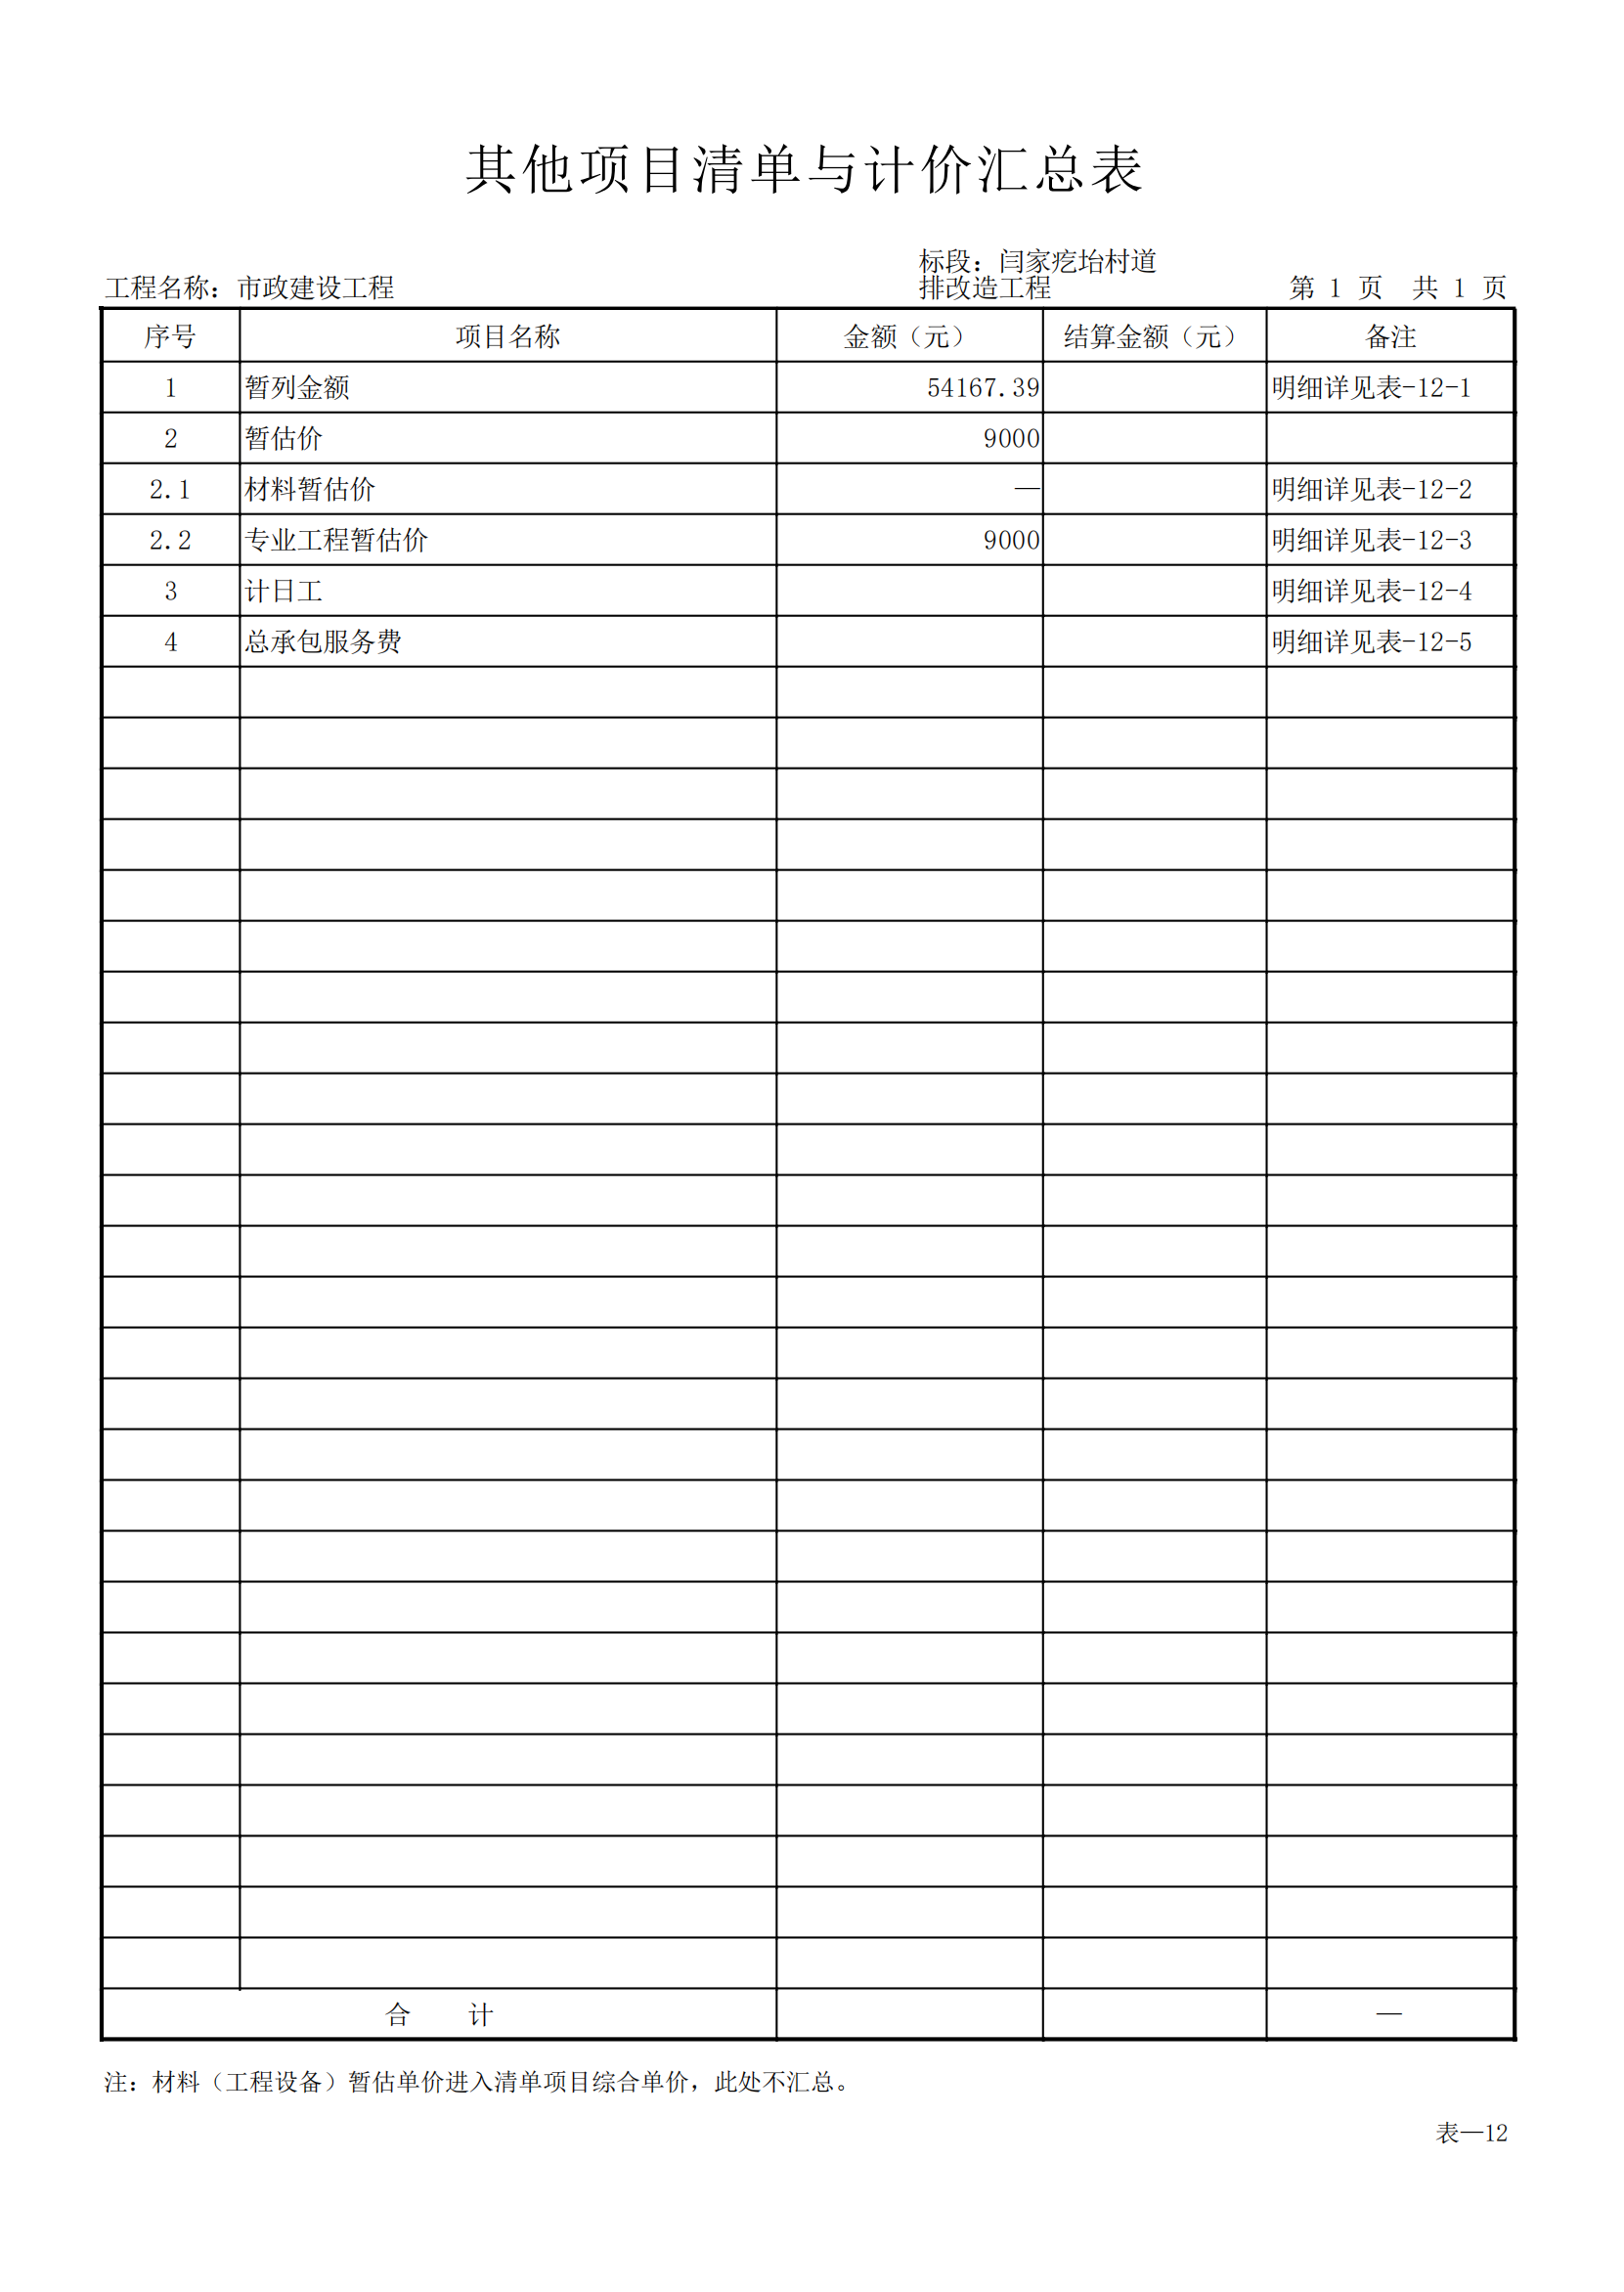 其他项目清单与计价汇总表
标段：闫家疙坮村道
工程名称：市政建设工程 排改造工程 第 1 页 共 1 页
序号 项目名称 金额（元） 结算金额（元） 备注
1 暂列金额 54167.39 明细详见表-12-1
2 暂估价 9000
2.1 材料暂估价 — 明细详见表-12-2
2.2 专业工程暂估价 9000 明细详见表-12-3
3 计日工 明细详见表-12-4
4 总承包服务费 明细详见表-12-5
合 计 —
注：材料（工程设备）暂估单价进入清单项目综合单价，此处不汇总。
表—12